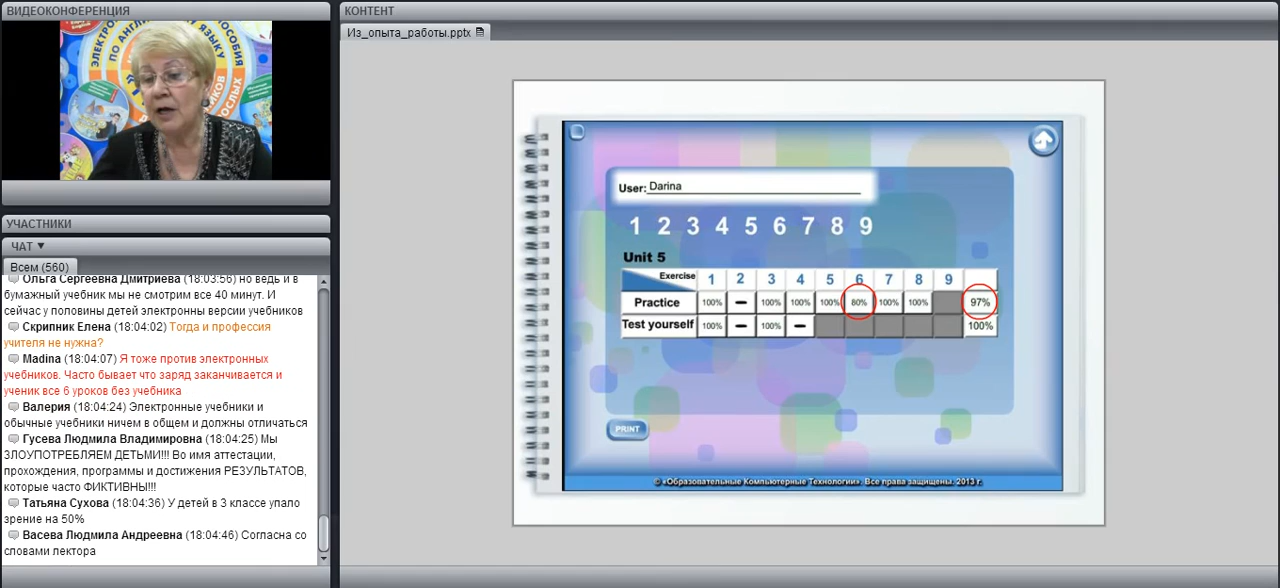 ВИДЕОКОНФЕРЕНЦИЯ
ЭЛЕКТРОН
ПОСОБИЯ
ПО АНГЛИЙ
ЯЗЫКУ
УЧАСТНИКИ
ЧАТ ▼
Всем (560)
Ольга Сергеевна Дмитриева (18:03:56) но ведь и в
бумажный учебник мы не смотрим все 40 минут. И
сейчас у половины детей электронны версии учебников
Скрипник Елена (18:04:02) Тогда и профессия
учителя не нужна?
Madina (18:04:07) Я тоже против электронных
учебников. Часто бывает что заряд заканчивается и
ученик все 6 уроков без учебника
Валерия (18:04:24) Электронные учебники и
обычные учебники ничем в общем и должны отличаться
Гусева Людмила Владимировна (18:04:25) Мы
ЗЛОУПОТРЕБЛЯЕМ ДЕТЬМИ!!! Во имя аттестации,
прохождения, программы и достижения РЕЗУЛЬТАТОВ,
которые часто ФИКТИВНЫ!!!
Татьяна Сухова (18:04:36) У детей в 3 классе упало
зрение на 50%
Васева Людмила Андреевна (18:04:46) Согласна со
словами лектора
КОНТЕНТ
Из_опыта_работы.pptx
User: Darina
1 2 3 4 5 6 7 8 9
Unit 5
Exercise 1 2 3 4 5 6 7 8 9
Practice 100% – 100% 100% 100% 80% 100% 100% 97%
Test yourself 100% – 100% – 100%
PRINT
© «Образовательные Компьютерные Технологии». Все права защищены. 2013 г.